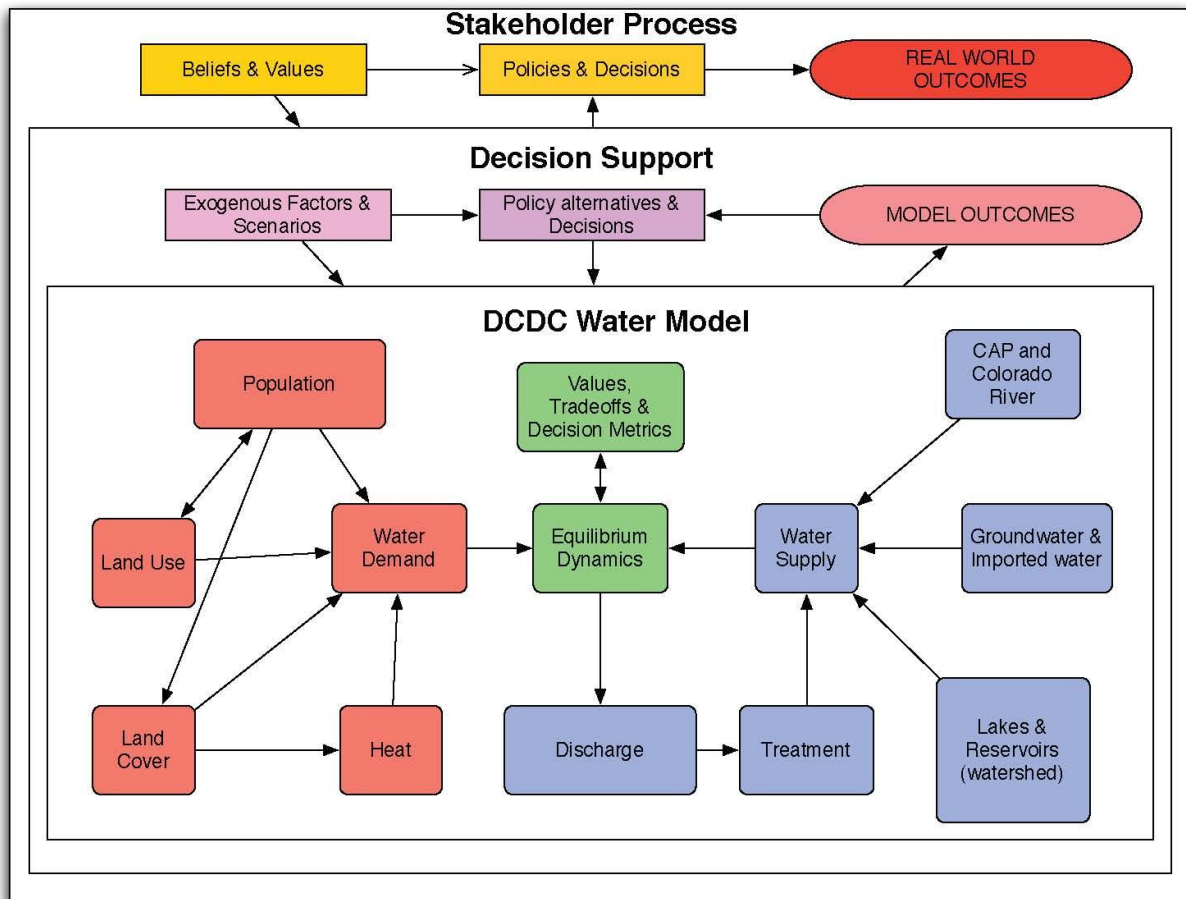 Stakeholder Process
Beliefs & Values
Policies & Decisions
REAL WORLD
OUTCOMES
Decision Support
Exogenous Factors &
Scenarios
Policy alternatives &
Decisions
MODEL OUTCOMES
DCDC Water Model
Population
Values,
Tradeoffs &
Decision Metrics
CAP and
Colorado
River
Land Use
Water
Demand
Equilibrium
Dynamics
Water
Supply
Groundwater &
Imported water
Land
Cover
Heat
Discharge
Treatment
Lakes &
Reservoirs
(watershed)